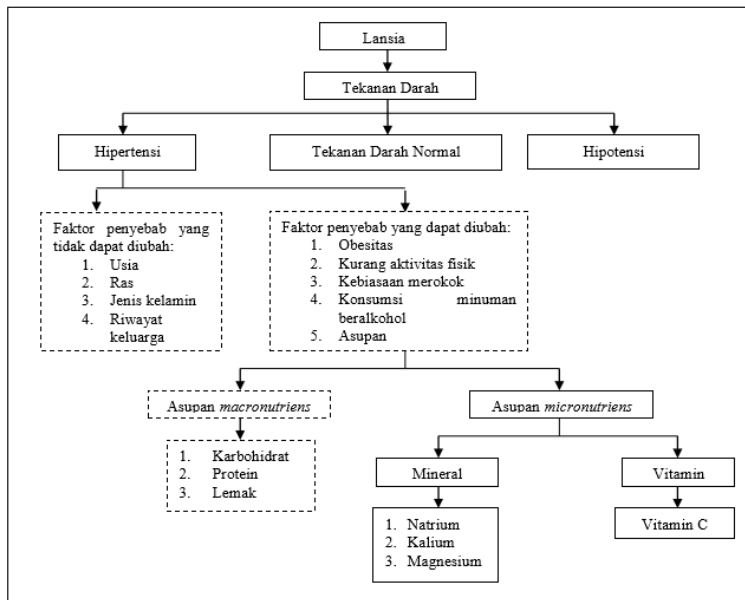 Lansia
Tekanan Darah
Hipertensi
Tekanan Darah Normal
Hipotensi
Faktor penyebab yang
tidak dapat diubah:
1. Usia
2. Ras
3. Jenis kelamin
4. Riwayat
keluarga
Faktor penyebab yang dapat diubah:
1. Obesitas
2. Kurang aktivitas fisik
3. Kebiasaan merokok
4. Konsumsi minuman
beralkohol
5. Asupan
Asupan macronutriens
Asupan micronutriens
1. Karbohidrat
2. Protein
3. Lemak
Mineral
Vitamin
1. Natrium
2. Kalium
3. Magnesium
Vitamin C